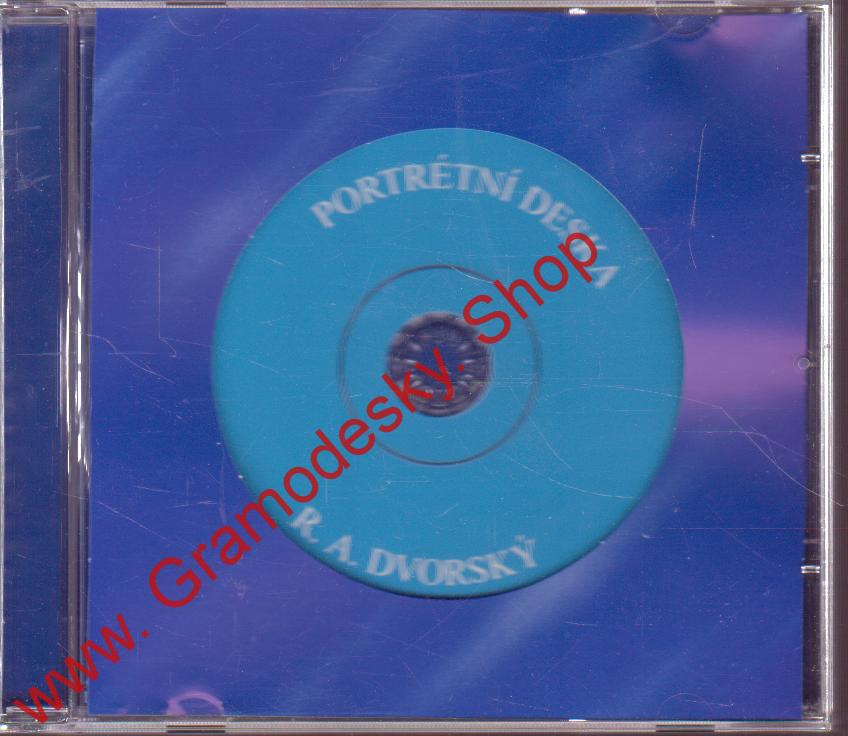 PORTRÉTNÍ DESKA
www. Gramodesky. Shop
R. A. DVORSKÝ